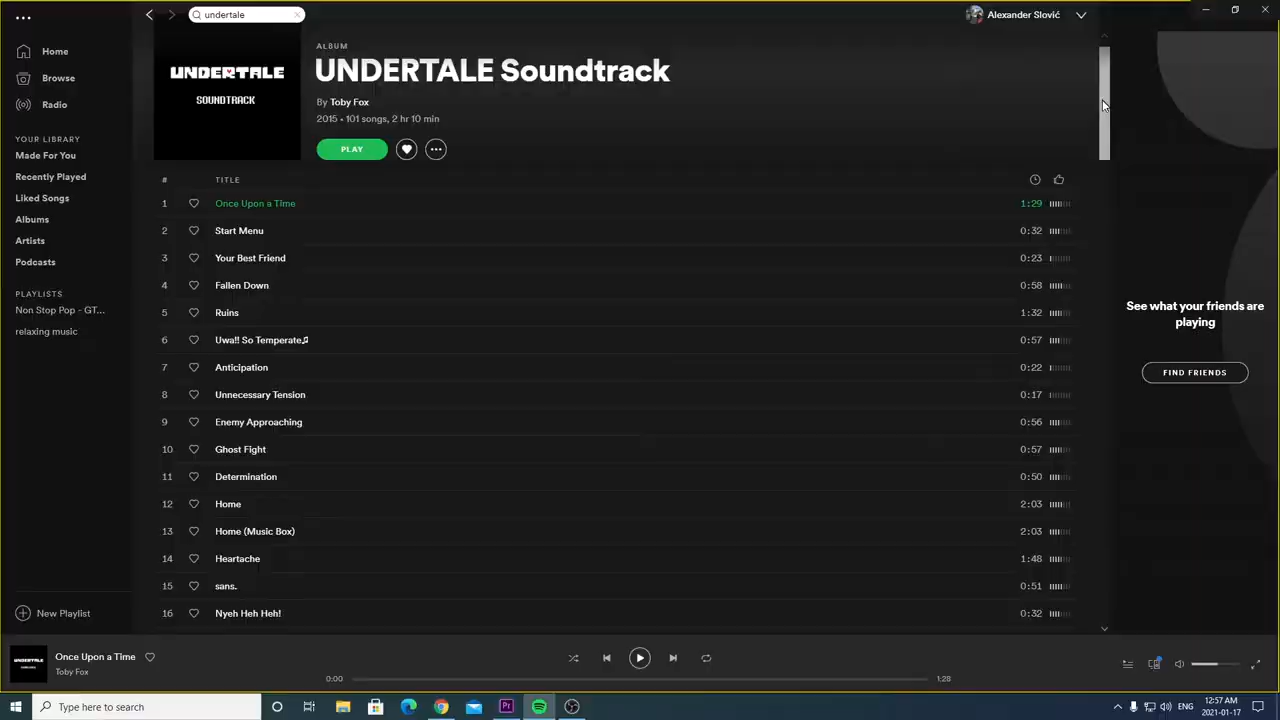 undertale
Alexander Slović
Home
Browse
Radio
YOUR LIBRARY
Made For You
Recently Played
Liked Songs
Albums
Artists
Podcasts
PLAYLISTS
Non Stop Pop - GT...
relaxing music
New Playlist
UNDERTALE
SOUNDTRACK
ALBUM
UNDERTALE Soundtrack
By Toby Fox
2015 • 101 songs, 2 hr 10 min
PLAY
# TITLE
1 Once Upon a Time 1:29
2 Start Menu 0:32
3 Your Best Friend 0:23
4 Fallen Down 0:58
5 Ruins 1:32
6 Uwa!! So Temperate♫ 0:57
7 Anticipation 0:22
8 Unnecessary Tension 0:17
9 Enemy Approaching 0:56
10 Ghost Fight 0:57
11 Determination 0:50
12 Home 2:03
13 Home (Music Box) 2:03
14 Heartache 1:48
15 sans. 0:51
16 Nyeh Heh Heh! 0:32
See what your friends are
playing
FIND FRIENDS
UNDERTALE
Once Upon a Time
Toby Fox
0:00 1:28
Type here to search
Pr
ENG
12:57 AM
2021-01-17